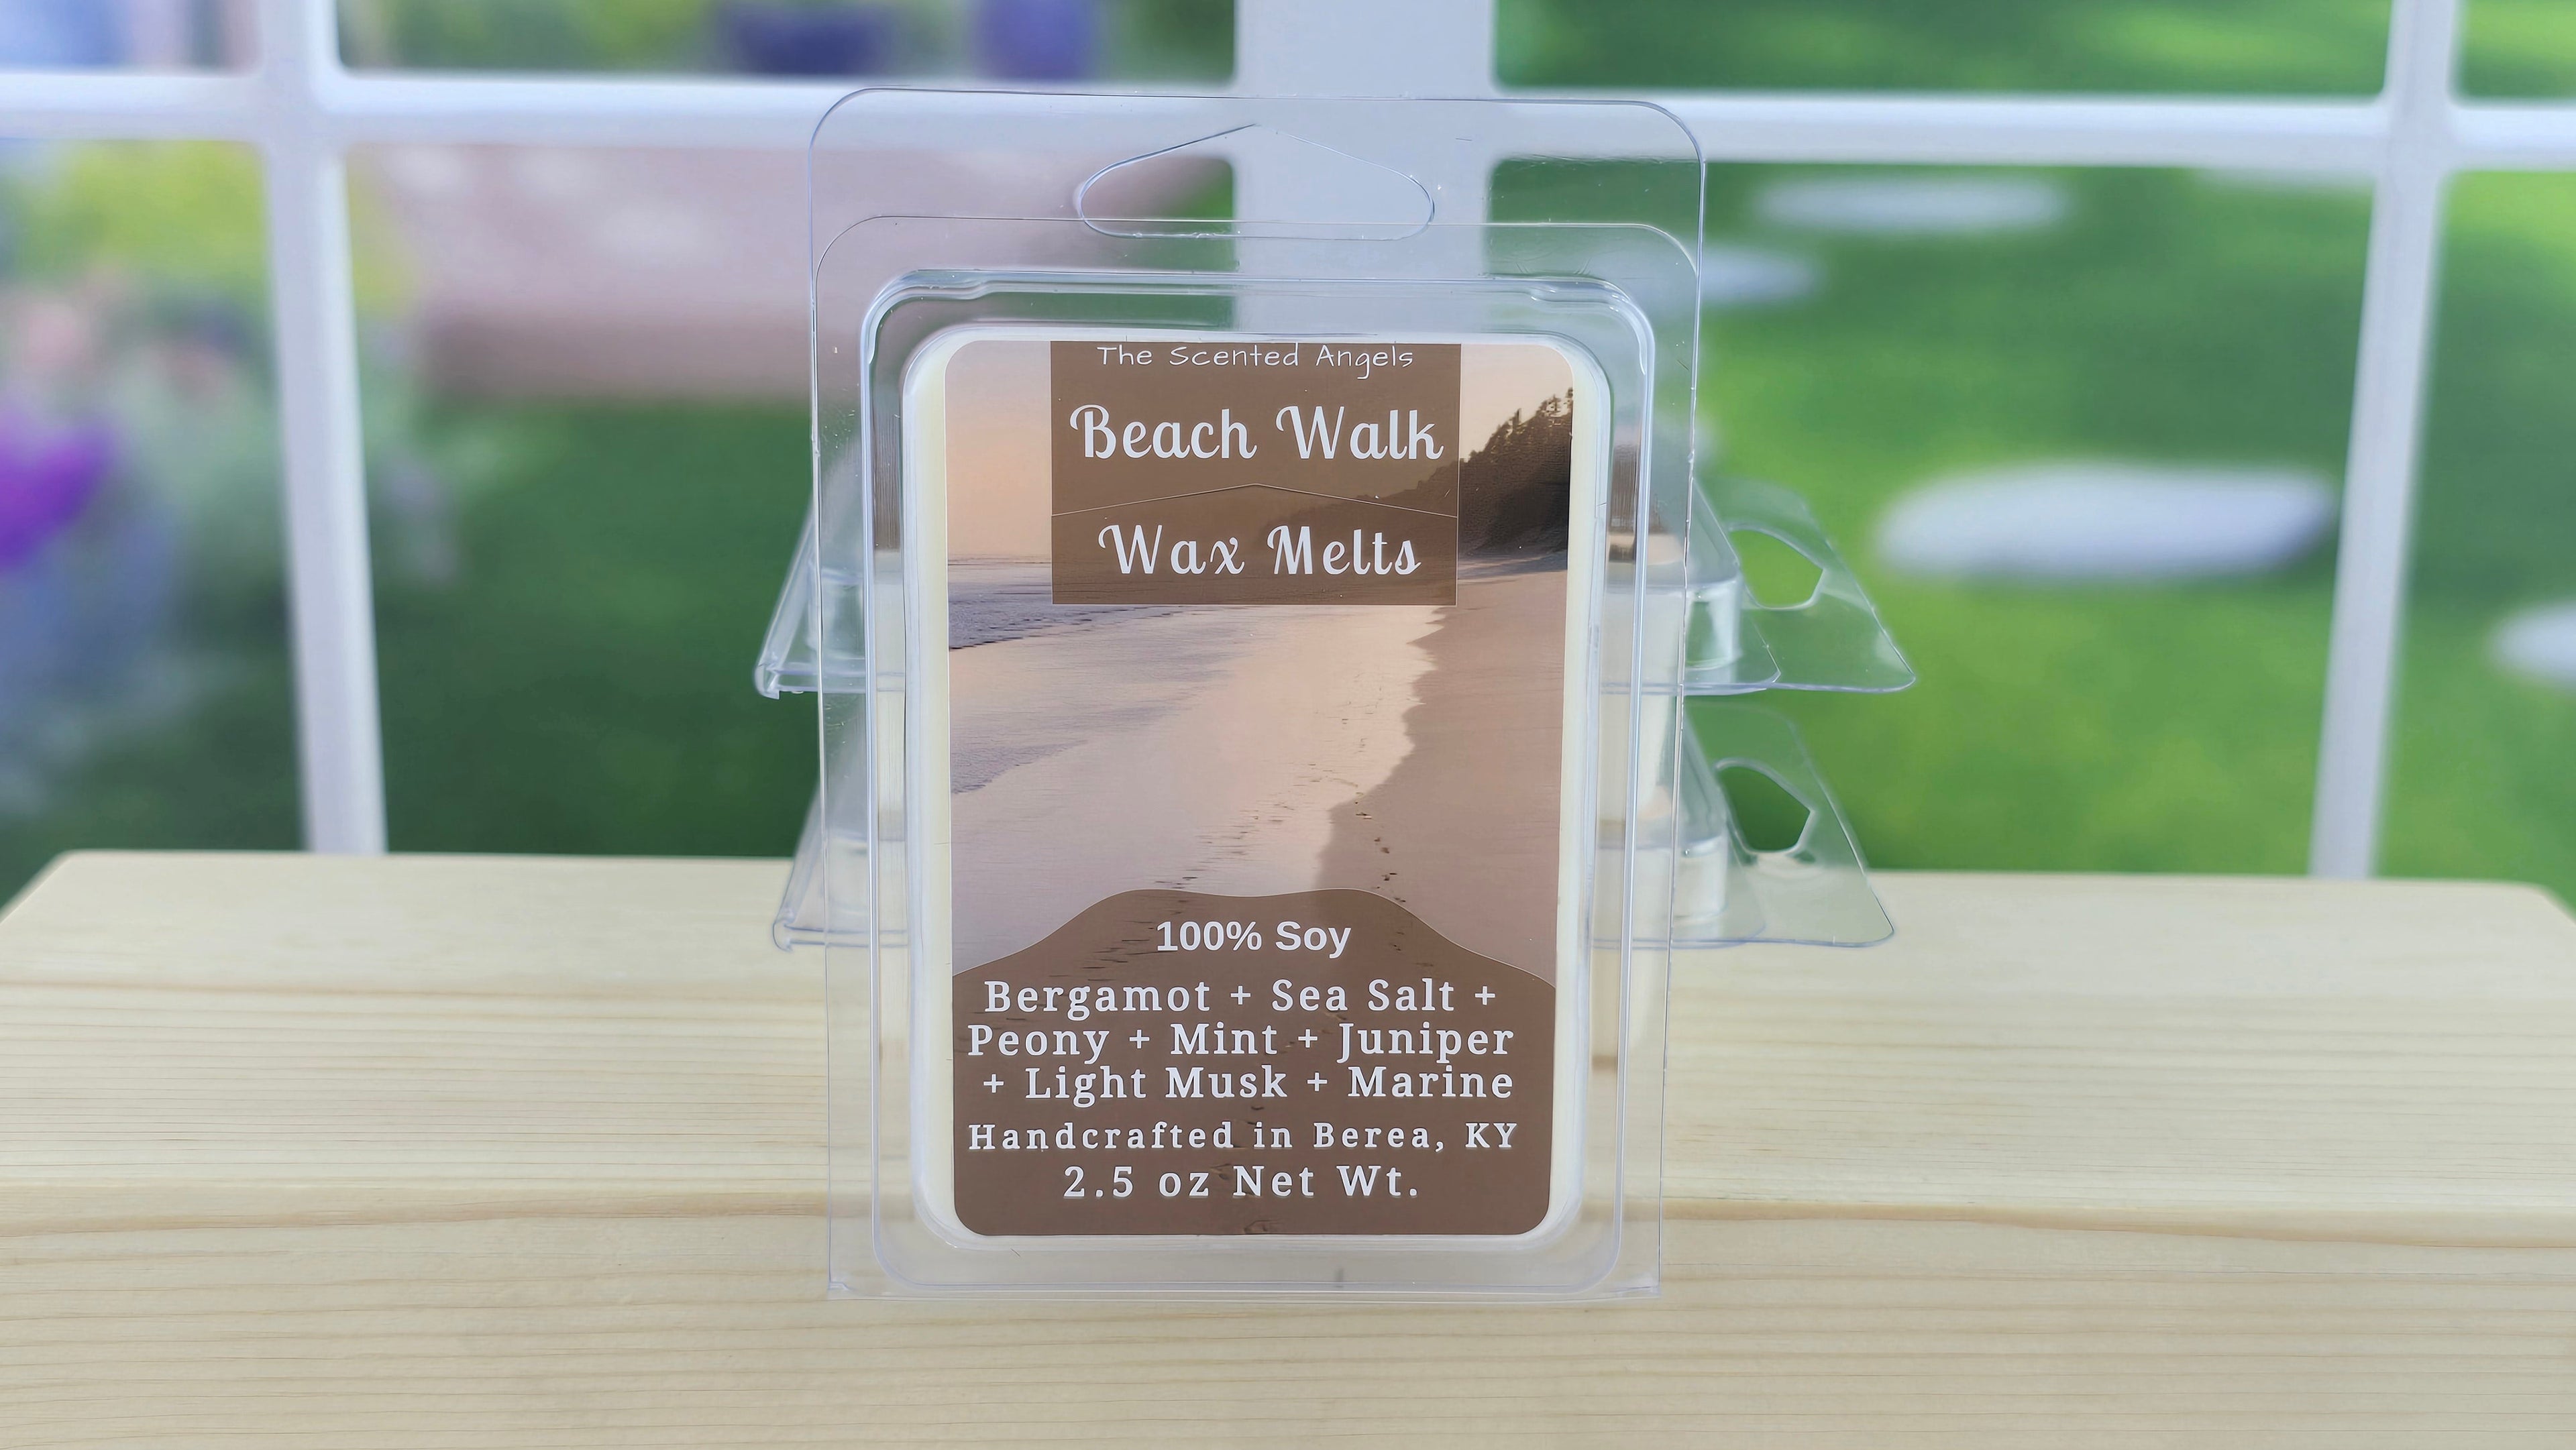 The Scented Angels
Beach Walk
Wax Melts
100% Soy
Bergamot + Sea Salt +
Peony + Mint + Juniper
+ Light Musk + Marine
Handcrafted in Berea, KY
2.5 oz Net Wt.